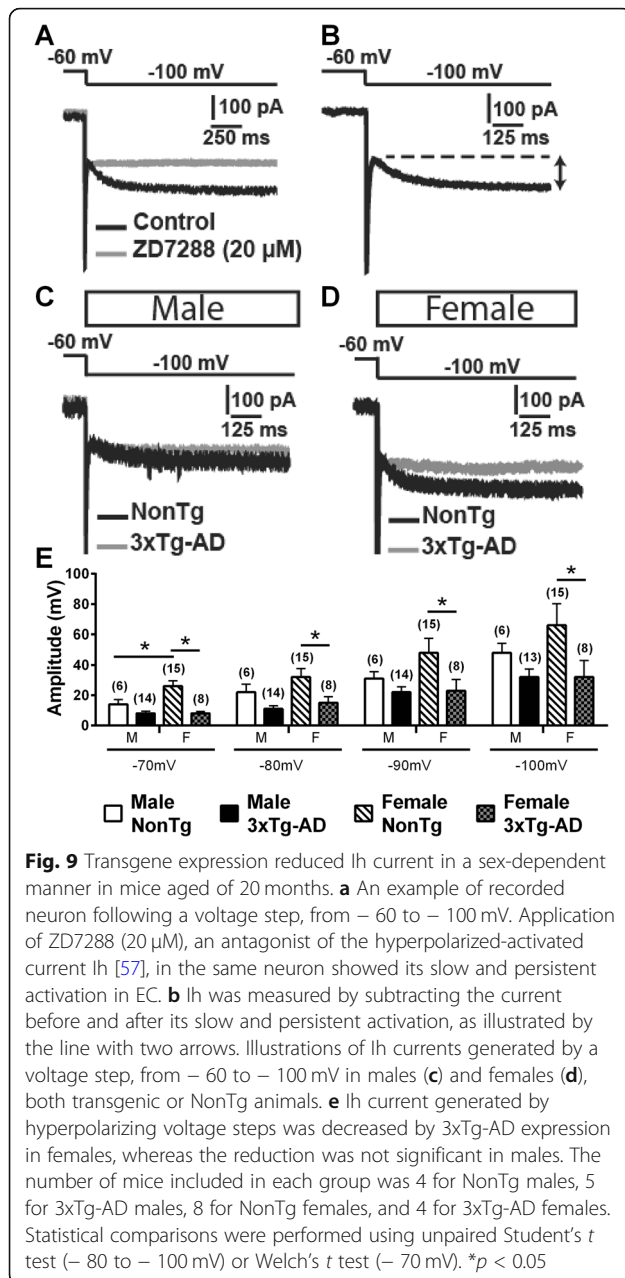 A
B
-60 mV
-100 mV
-60 mV
-100 mV
100 pA
250 ms
100 pA
125 ms
Control
ZD7288 (20 µM)
C
Male
D
Female
-60 mV
-100 mV
-60 mV
-100 mV
100 pA
125 ms
100 pA
125 ms
NonTg
3xTg-AD
NonTg
3xTg-AD
E
Amplitude (mV)
100
80
60
40
20
0
* *
(6) (14) (15) (8)
*
(6) (14) (15) (8)
*
(6) (14) (15) (8)
*
(6) (13) (15) (8)
M F M F M F M F
-70mV -80mV -90mV -100mV
Male NonTg
Male 3xTg-AD
Female NonTg
Female 3xTg-AD
Fig. 9 Transgene expression reduced Ih current in a sex-dependent
manner in mice aged of 20 months. a An example of recorded
neuron following a voltage step, from − 60 to − 100 mV. Application
of ZD7288 (20 μM), an antagonist of the hyperpolarized-activated
current Ih [57], in the same neuron showed its slow and persistent
activation in EC. b Ih was measured by subtracting the current
before and after its slow and persistent activation, as illustrated by
the line with two arrows. Illustrations of Ih currents generated by a
voltage step, from − 60 to − 100 mV in males (c) and females (d),
both transgenic or NonTg animals. e Ih current generated by
hyperpolarizing voltage steps was decreased by 3xTg-AD expression
in females, whereas the reduction was not significant in males. The
number of mice included in each group was 4 for NonTg males, 5
for 3xTg-AD males, 8 for NonTg females, and 4 for 3xTg-AD females.
Statistical comparisons were performed using unpaired Student's t
test (− 80 to − 100 mV) or Welch's t test (− 70 mV). *p < 0.05